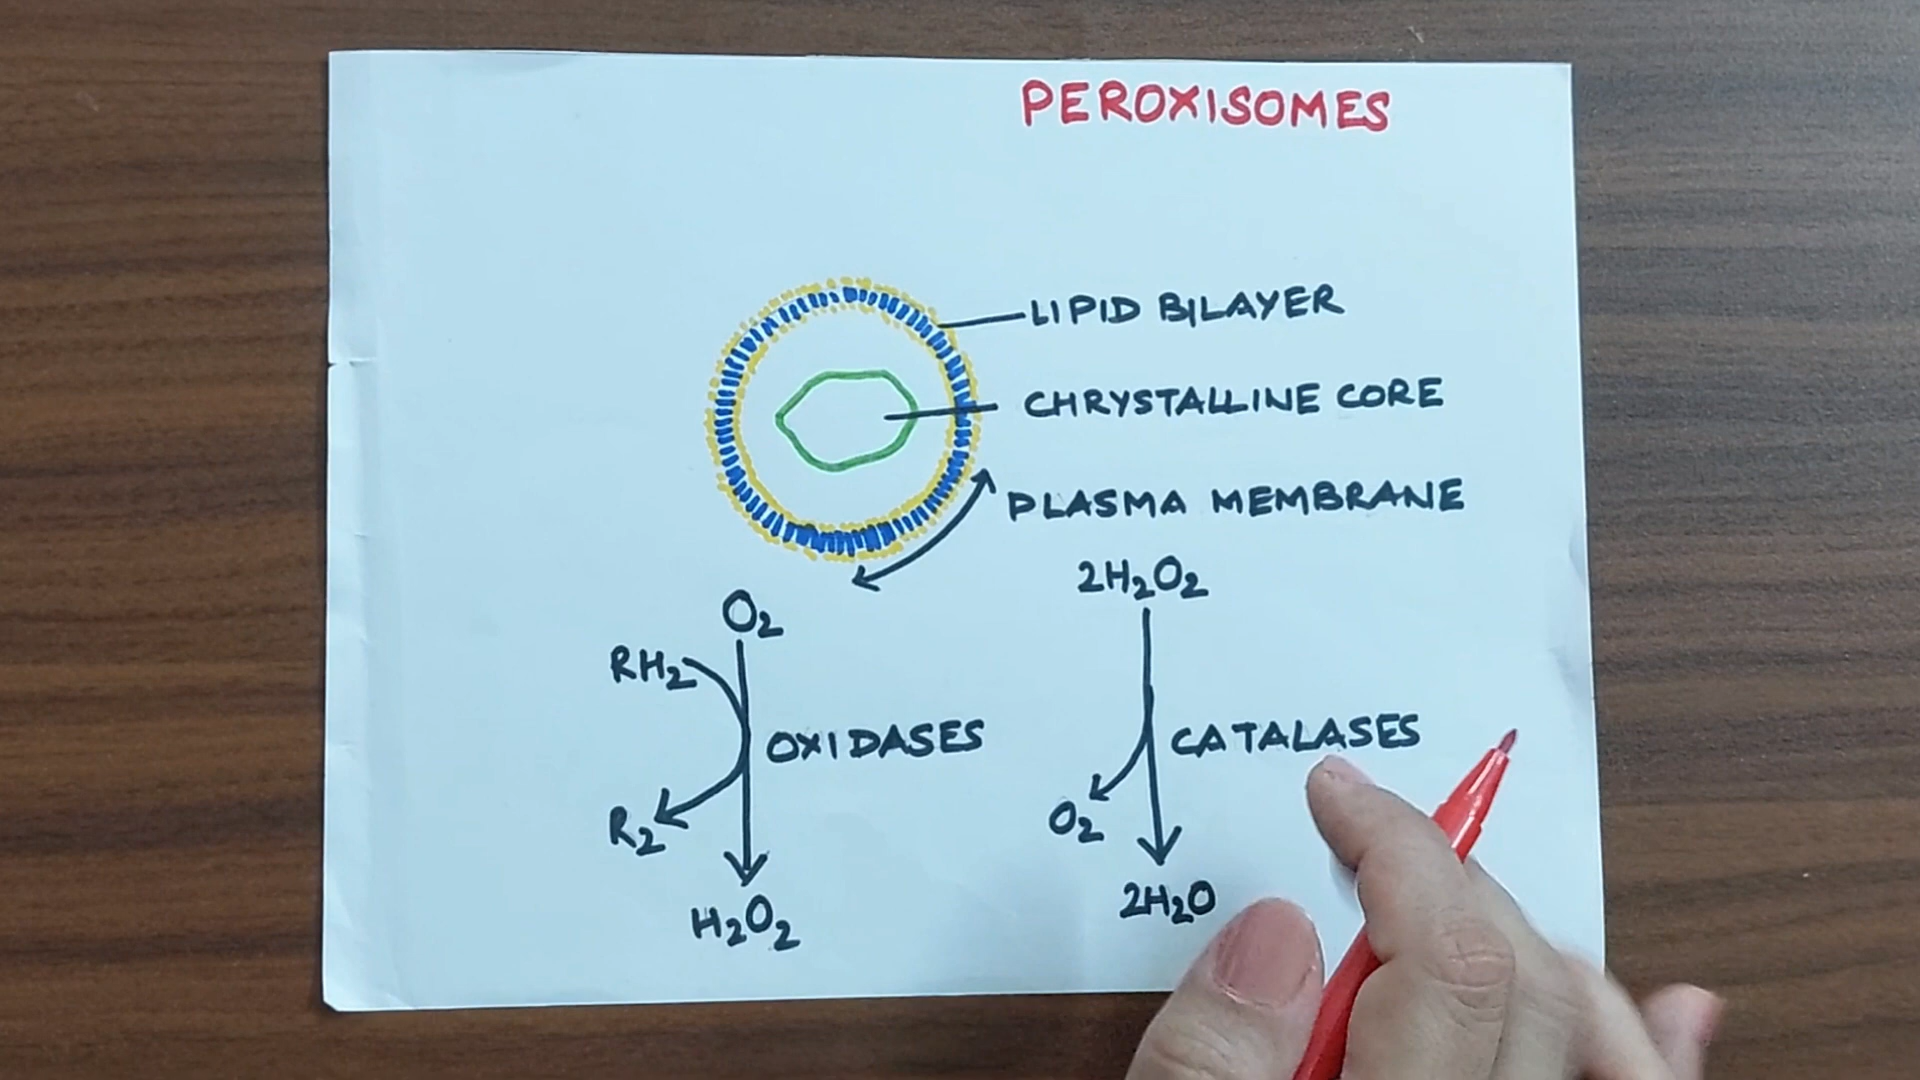 PEROXISOMES
LIPID BILAYER
CHRYSTALLINE CORE
PLASMA MEMBRANE
2H₂O₂
O₂
RH₂
OXIDASES
CATALASES
R₂
O₂
2H₂O
H₂O₂